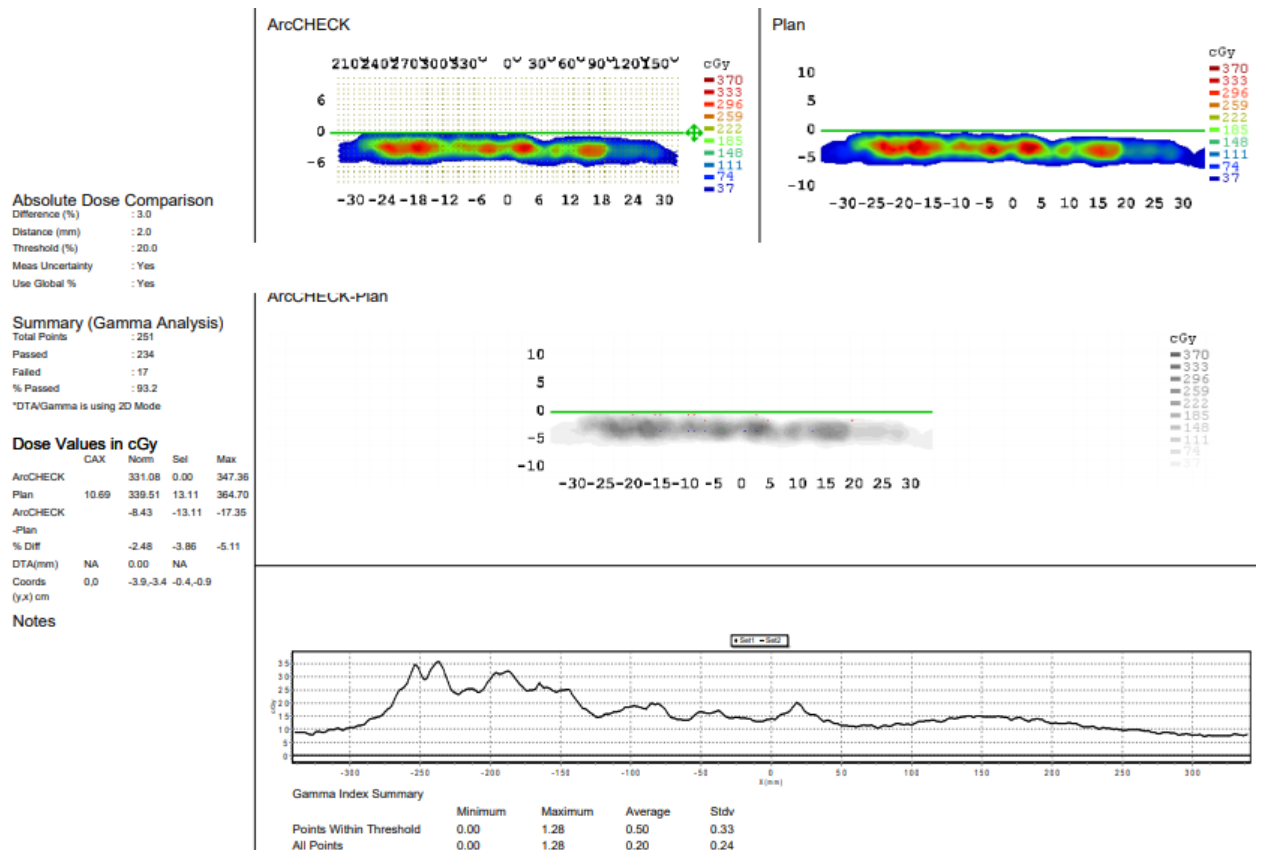 ArcCHECK
Plan
210 240 270 300 330 0 30 60 90 120 150
cGy
370
333
296
259
222
185
148
111
74
37
6
0
-6
-30 -24 -18 -12 -6 0 6 12 18 24 30
cGy
370
333
296
259
222
185
148
111
74
37
10
5
0
-5
-10
-30 -25 -20 -15 -10 -5 0 5 10 15 20 25 30
Absolute Dose Comparison
Difference (%) : 3.0
Distance (mm) : 2.0
Threshold (%) : 20.0
Meas Uncertainty : Yes
Use Global % : Yes
Summary (Gamma Analysis)
Total Points : 251
Passed : 234
Failed : 17
% Passed : 93.2
*DTA/Gamma is using 2D Mode
Dose Values in cGy
CAX Norm Sel Max
ArcCHECK 331.08 0.00 347.36
Plan 10.69 339.51 13.11 364.70
ArcCHECK -8.43 -13.11 -17.35
-Plan
% Diff -2.48 -3.86 -5.11
DTA(mm) NA 0.00 NA
Coords 0,0 -3.9,-3.4 -0.4,-0.9
(y,x) cm
Notes
ArcCHECK-Plan
cGy
370
333
296
259
222
185
148
111
74
37
10
5
0
-5
-10
-30 -25 -20 -15 -10 -5 0 5 10 15 20 25 30
Set1 Set2
cGy
35
30
25
20
15
10
5
0
-300 -250 -200 -150 -100 -50 0 50 100 150 200 250 300
X(mm)
Gamma Index Summary
Minimum Maximum Average Stdv
Points Within Threshold 0.00 1.28 0.50 0.33
All Points 0.00 1.28 0.20 0.24